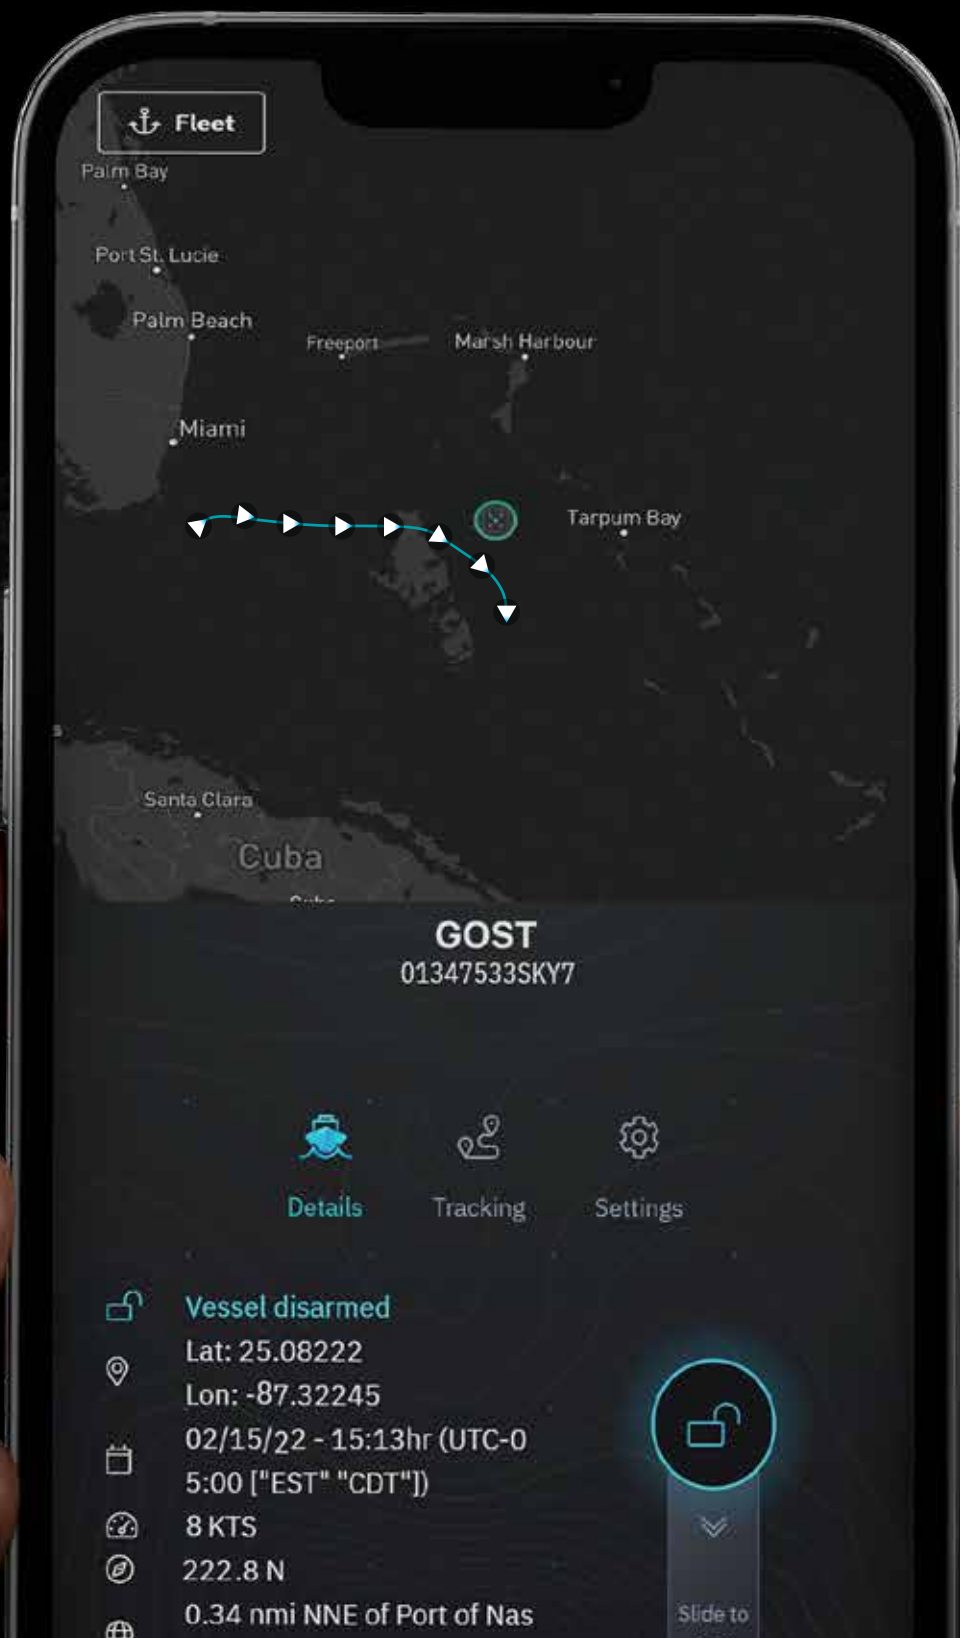 Fleet
Palm Bay
Port St. Lucie
Palm Beach
Freeport
Marsh Harbour
Miami
Tarpum Bay
Santa Clara
Cuba
GOST
01347533SKY7
Details
Tracking
Settings
Vessel disarmed
Lat: 25.08222
Lon: -87.32245
02/15/22 - 15:13hr (UTC-0
5:00 ["EST" "CDT"])
8 KTS
222.8 N
0.34 nmi NNE of Port of Nas
Slide to